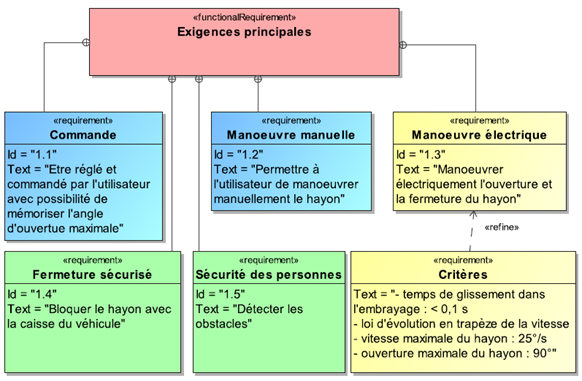 «functionalRequirement»
Exigences principales
«requirement»
Commande
Id = "1.1"
Text = "Etre réglé et
commandé par l'utilisateur
avec possibilité de
mémoriser l'angle
d'ouvertue maximale"
«requirement»
Manoeuvre manuelle
Id = "1.2"
Text = "Permettre à
l'utilisateur de manoeuvrer
manuellement le hayon"
«requirement»
Manoeuvre électrique
Id = "1.3"
Text = "Manoeuvrer
électriquement l'ouverture et
la fermeture du hayon"
«refine»
«requirement»
Fermeture sécurisé
Id = "1.4"
Text = "Bloquer le hayon avec
la caisse du véhicule"
«requirement»
Sécurité des personnes
Id = "1.5"
Text = "Détecter les
obstacles"
«requirement»
Critères
Text = "- temps de glissement dans
l'embrayage : < 0,1 s
- loi d'évolution en trapèze de la vitesse
- vitesse maximale du hayon : 25°/s
- ouverture maximale du hayon : 90°"